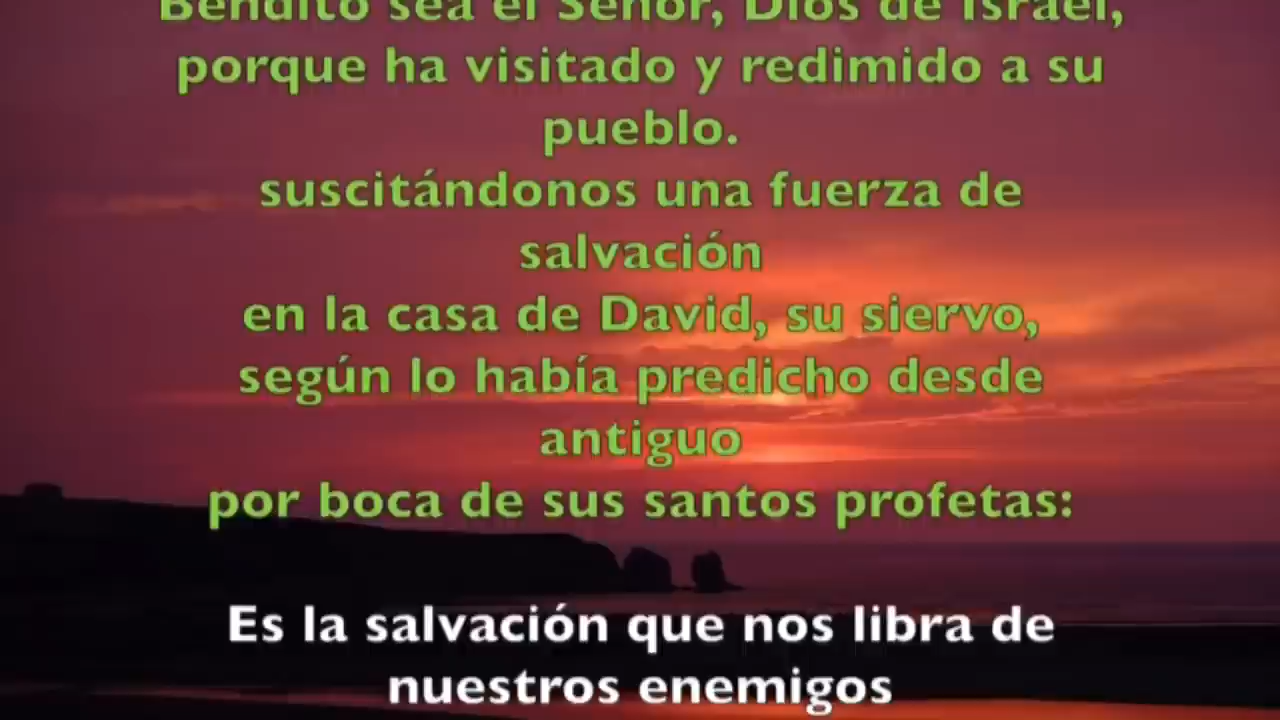 Bendito sea el Señor, Dios de Israel,
porque ha visitado y redimido a su
pueblo.
suscitándonos una fuerza de
salvación
en la casa de David, su siervo,
según lo había predicho desde
antiguo
por boca de sus santos profetas:
Es la salvación que nos libra de
nuestros enemigos